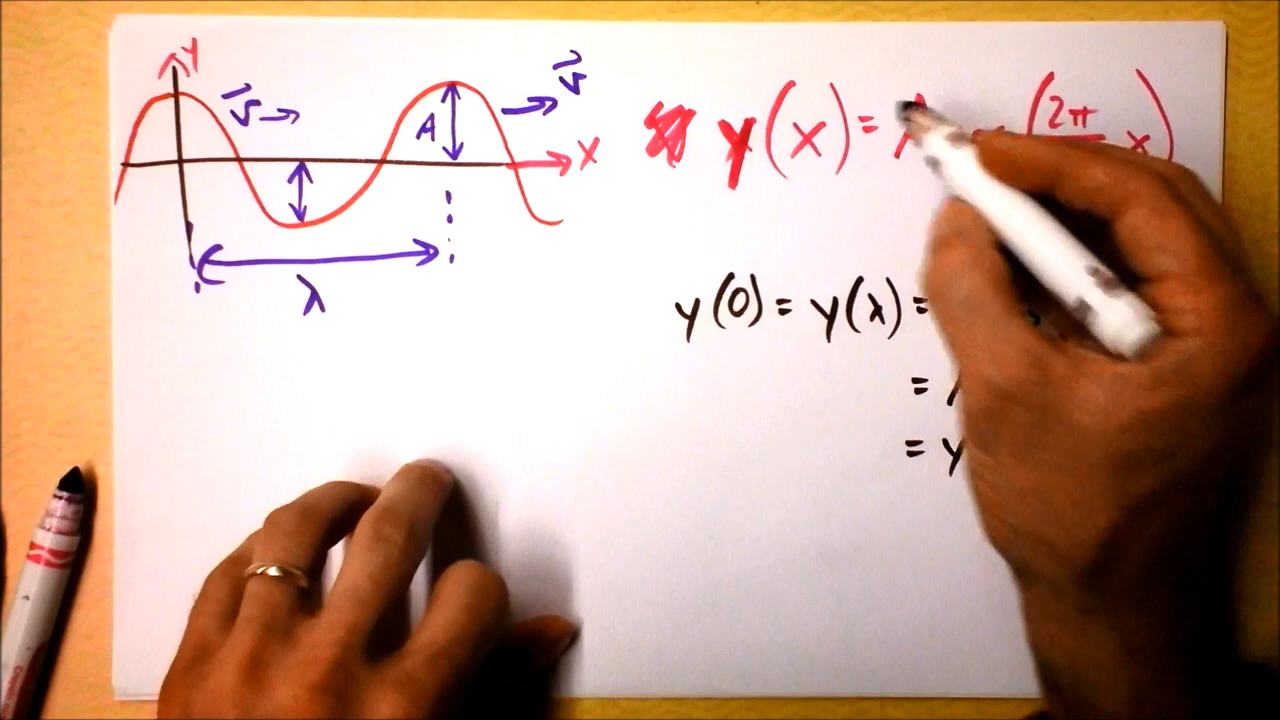 y
v⃗ →
A
→ v⃗
x
λ
y(x) = A (2π x)
y(0) = y(λ) =
=
= y